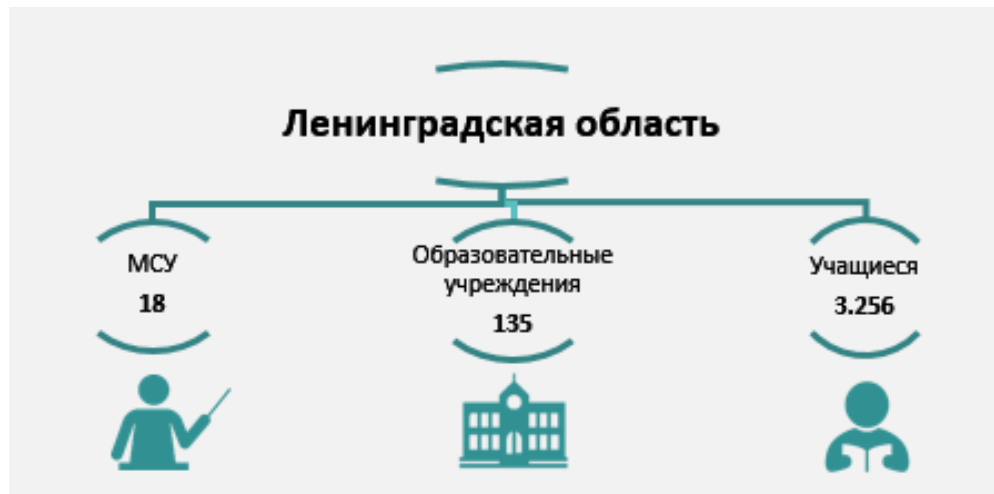 Ленинградская область
МСУ
18
Образовательные
учреждения
135
Учащиеся
3.256